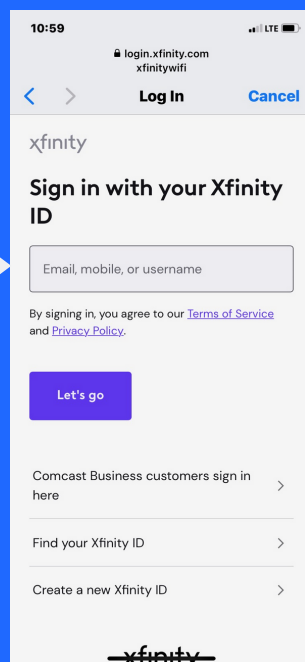 10:59
LTE
login.xfinity.com
xfinitywifi
Log In
Cancel
xfinity
Sign in with your Xfinity
ID
Email, mobile, or username
By signing in, you agree to our Terms of Service
and Privacy Policy.
Let's go
Comcast Business customers sign in
here
Find your Xfinity ID
Create a new Xfinity ID
xfinity